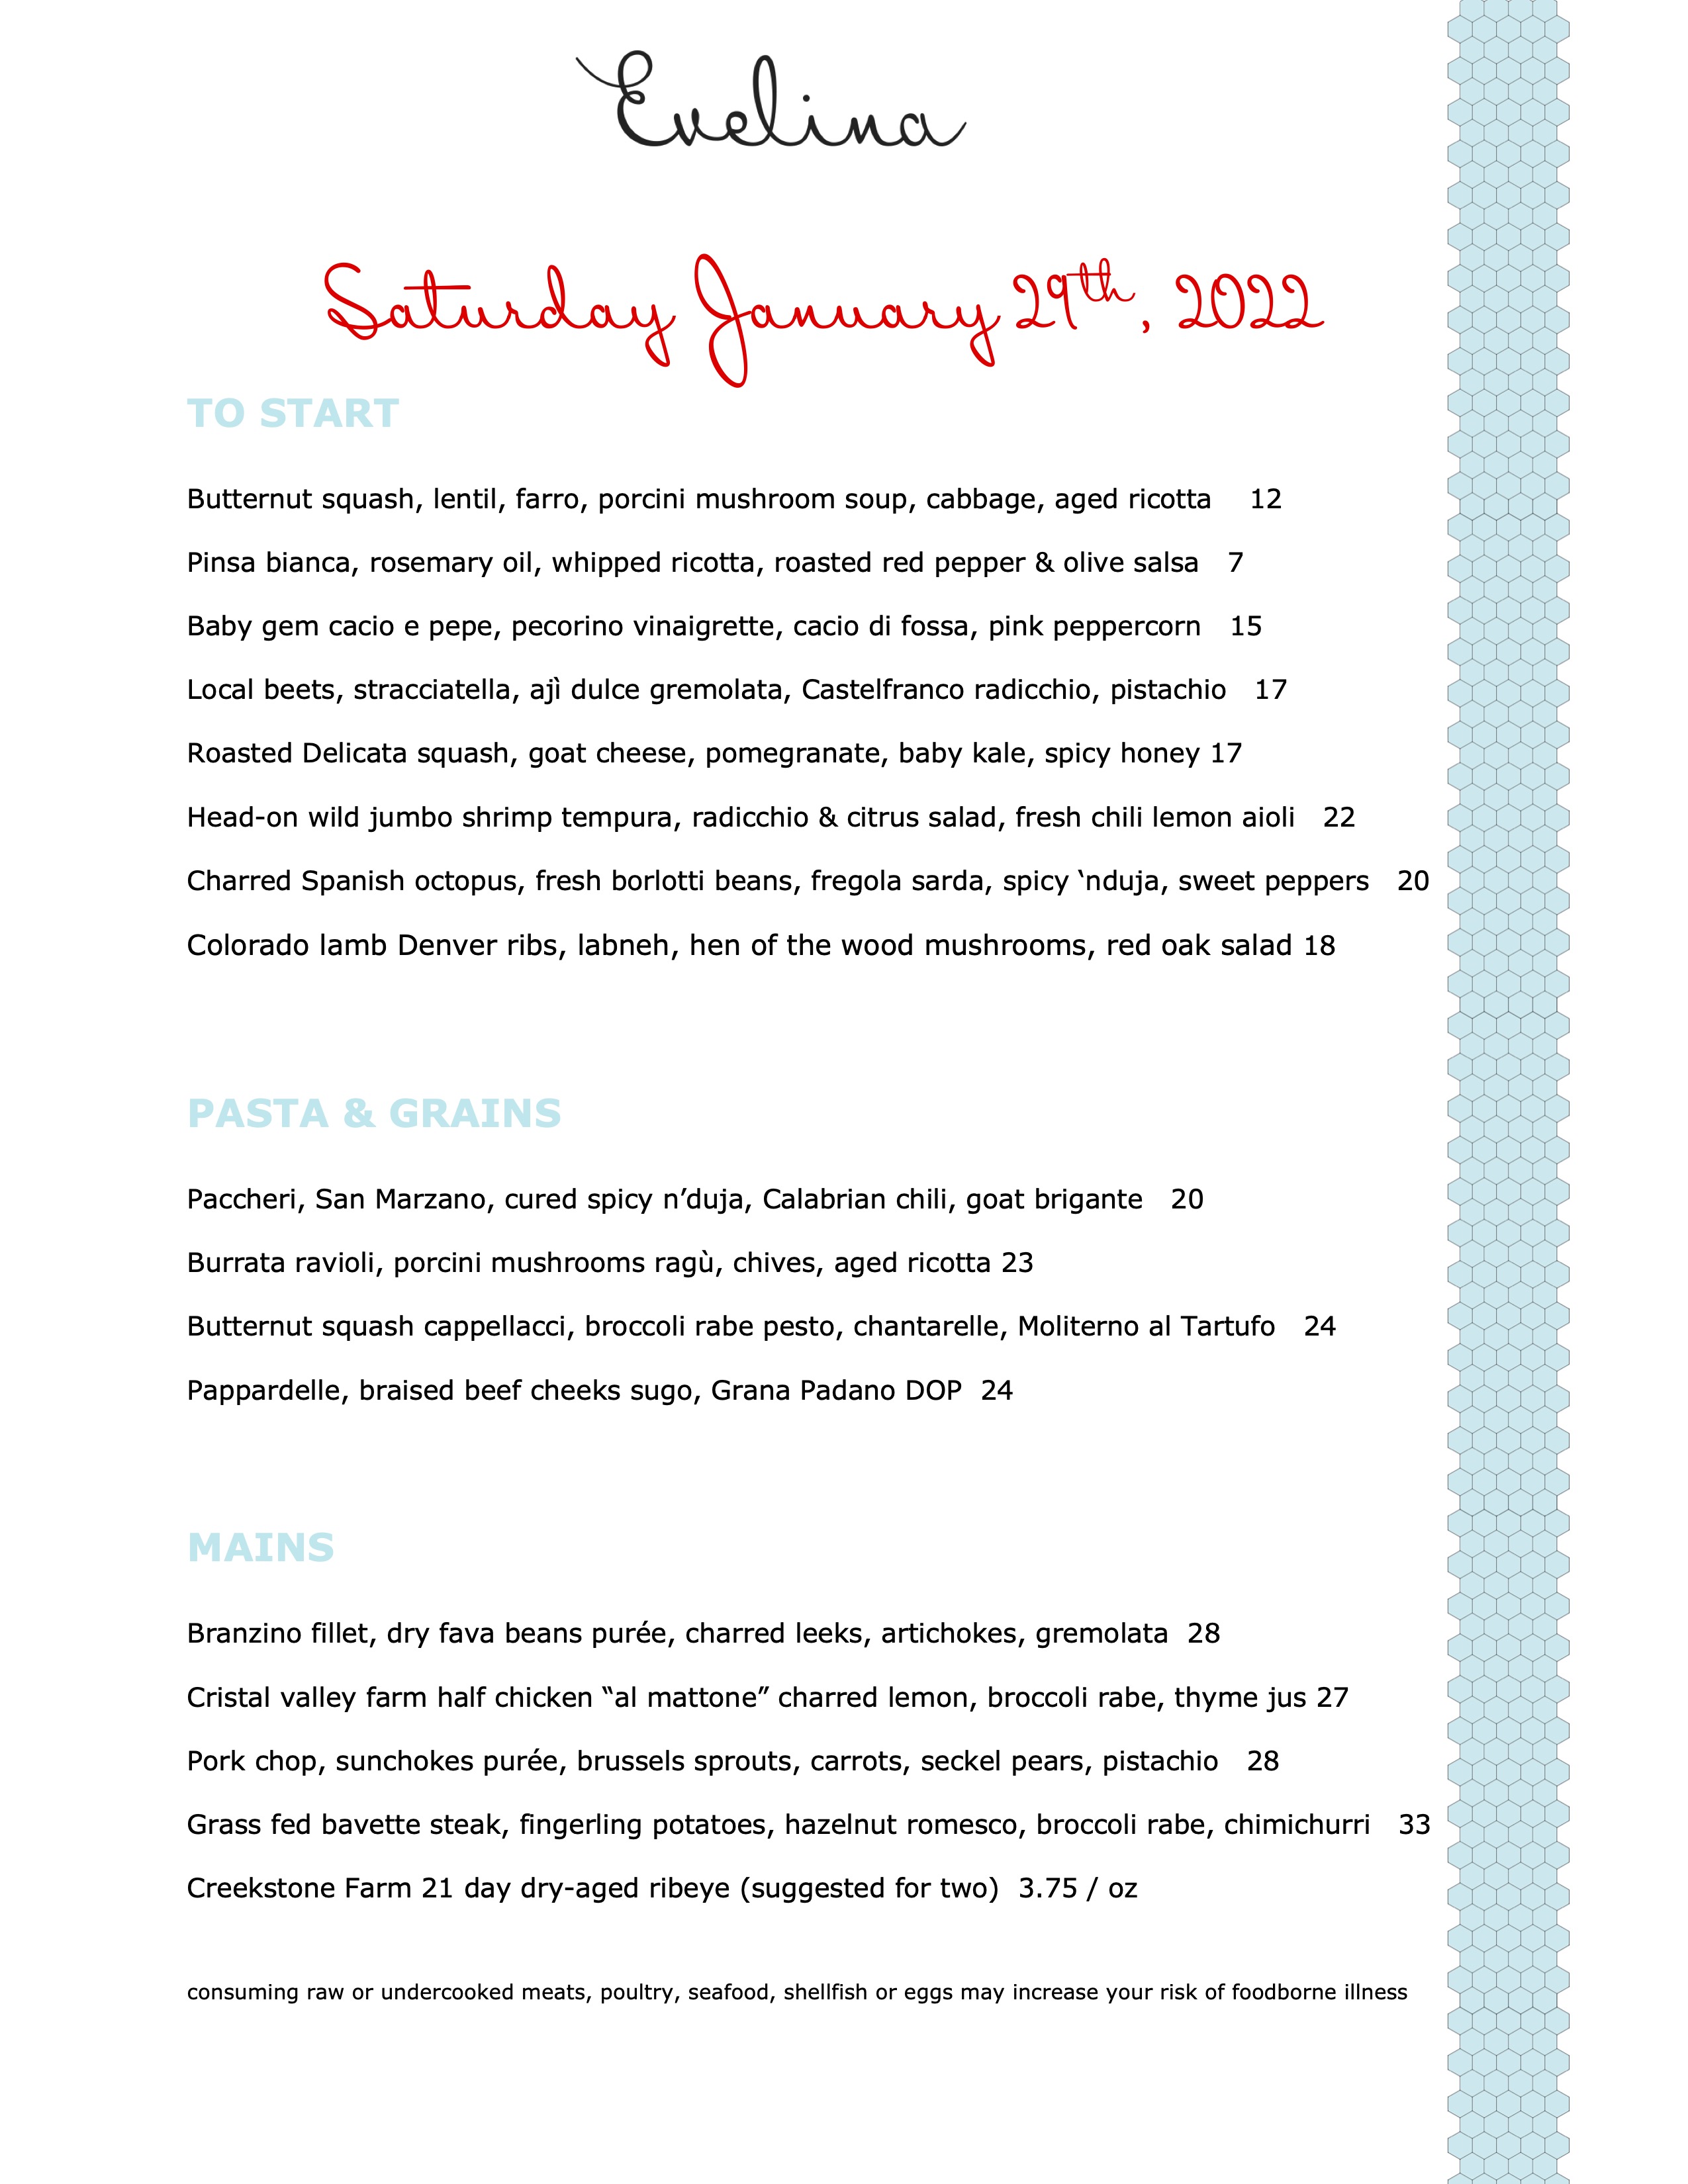 Evelina
Saturday January 29th, 2022
TO START
Butternut squash, lentil, farro, porcini mushroom soup, cabbage, aged ricotta 12
Pinsa bianca, rosemary oil, whipped ricotta, roasted red pepper & olive salsa 7
Baby gem cacio e pepe, pecorino vinaigrette, cacio di fossa, pink peppercorn 15
Local beets, stracciatella, ajì dulce gremolata, Castelfranco radicchio, pistachio 17
Roasted Delicata squash, goat cheese, pomegranate, baby kale, spicy honey 17
Head-on wild jumbo shrimp tempura, radicchio & citrus salad, fresh chili lemon aioli 22
Charred Spanish octopus, fresh borlotti beans, fregola sarda, spicy ‘nduja, sweet peppers 20
Colorado lamb Denver ribs, labneh, hen of the wood mushrooms, red oak salad 18
PASTA & GRAINS
Paccheri, San Marzano, cured spicy n’duja, Calabrian chili, goat brigante 20
Burrata ravioli, porcini mushrooms ragù, chives, aged ricotta 23
Butternut squash cappellacci, broccoli rabe pesto, chantarelle, Moliterno al Tartufo 24
Pappardelle, braised beef cheeks sugo, Grana Padano DOP 24
MAINS
Branzino fillet, dry fava beans purée, charred leeks, artichokes, gremolata 28
Cristal valley farm half chicken “al mattone” charred lemon, broccoli rabe, thyme jus 27
Pork chop, sunchokes purée, brussels sprouts, carrots, seckel pears, pistachio 28
Grass fed bavette steak, fingerling potatoes, hazelnut romesco, broccoli rabe, chimichurri 33
Creekstone Farm 21 day dry-aged ribeye (suggested for two) 3.75 / oz
consuming raw or undercooked meats, poultry, seafood, shellfish or eggs may increase your risk of foodborne illness